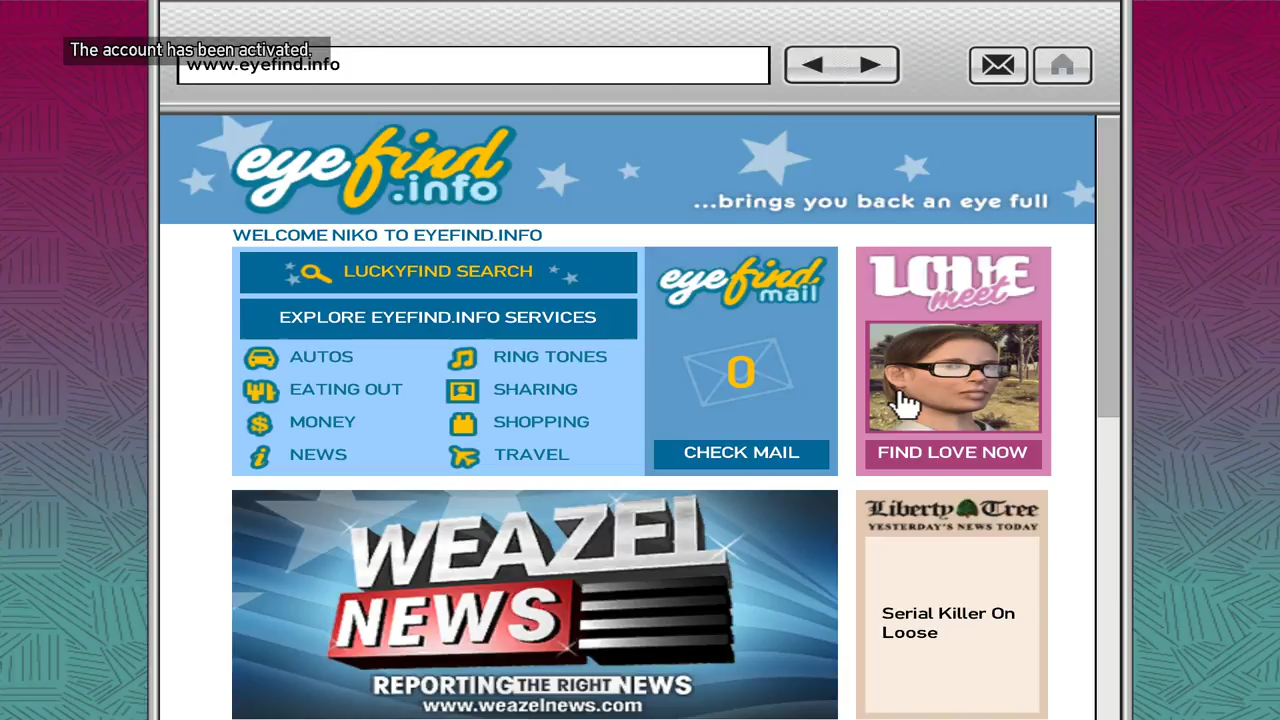 The account has been activated.
www.eyefind.info
eyefind
.info
...brings you back an eye full
WELCOME NIKO TO EYEFIND.INFO
LUCKYFIND SEARCH
EXPLORE EYEFIND.INFO SERVICES
AUTOS
RING TONES
EATING OUT
SHARING
MONEY
SHOPPING
NEWS
TRAVEL
eyefind
mail
0
CHECK MAIL
LOVE
meet
FIND LOVE NOW
WEAZEL
NEWS
REPORTING THE RIGHT NEWS
www.weazelnews.com
Liberty Tree
YESTERDAY'S NEWS TODAY
Serial Killer On
Loose